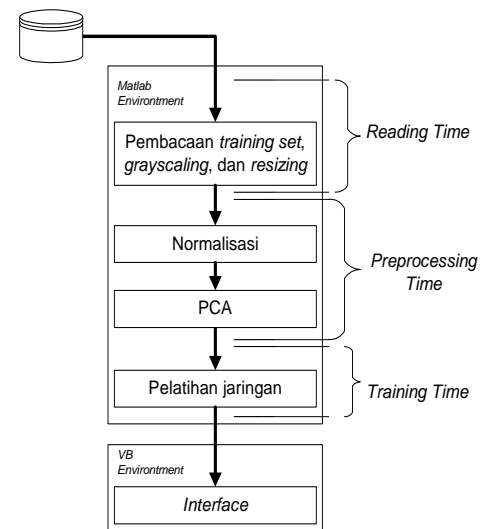 Matlab
Environtment
Pembacaan training set,
grayscaling, dan resizing
Reading Time
Normalisasi
Preprocessing
Time
PCA
Pelatihan jaringan
Training Time
VB
Environtment
Interface